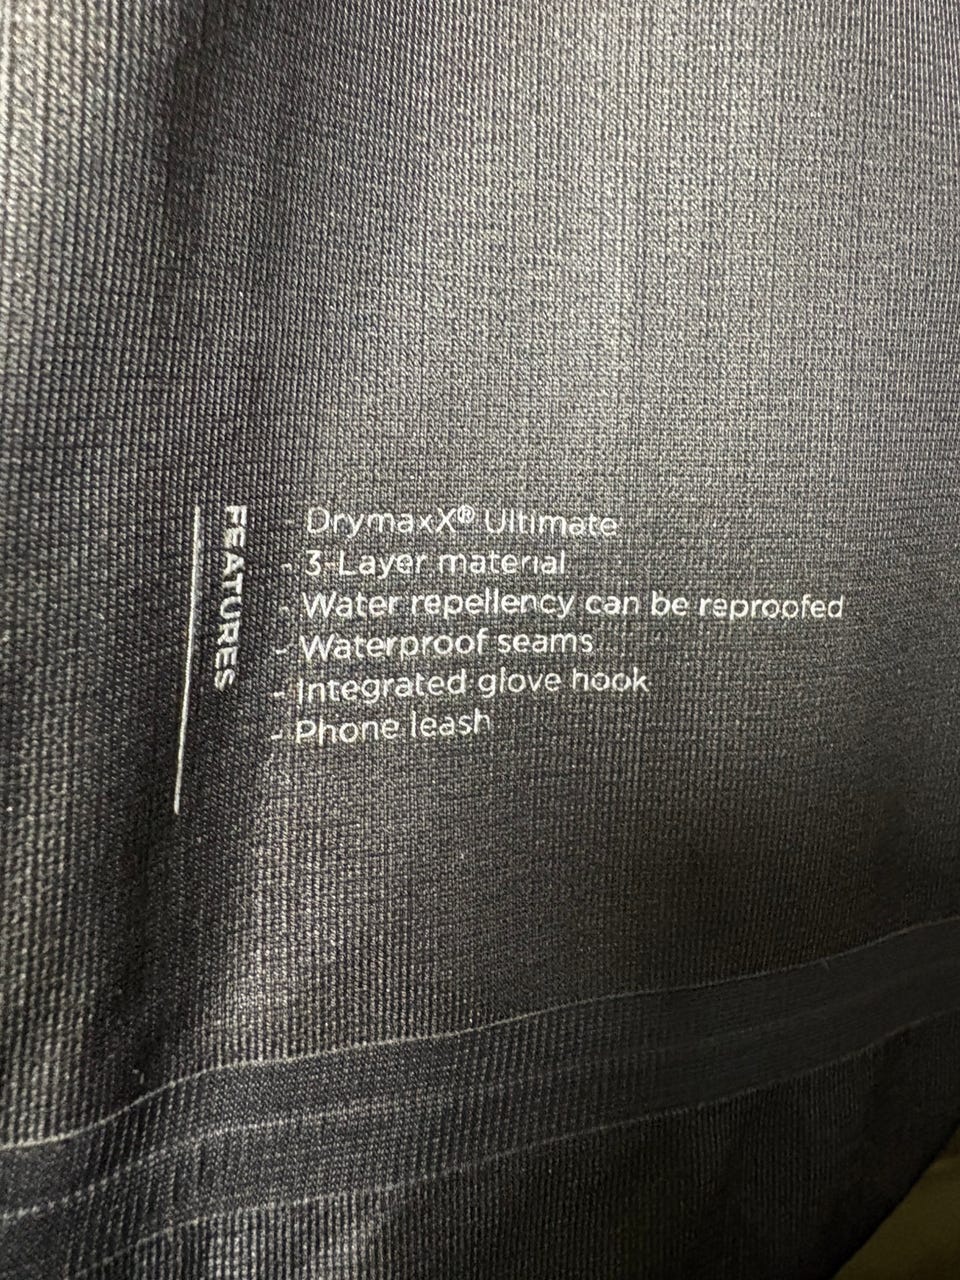 FEATURES
- DrymaxX® Ultimate
- 3-Layer material
- Water repellency can be reproofed
- Waterproof seams
- Integrated glove hook
- Phone leash